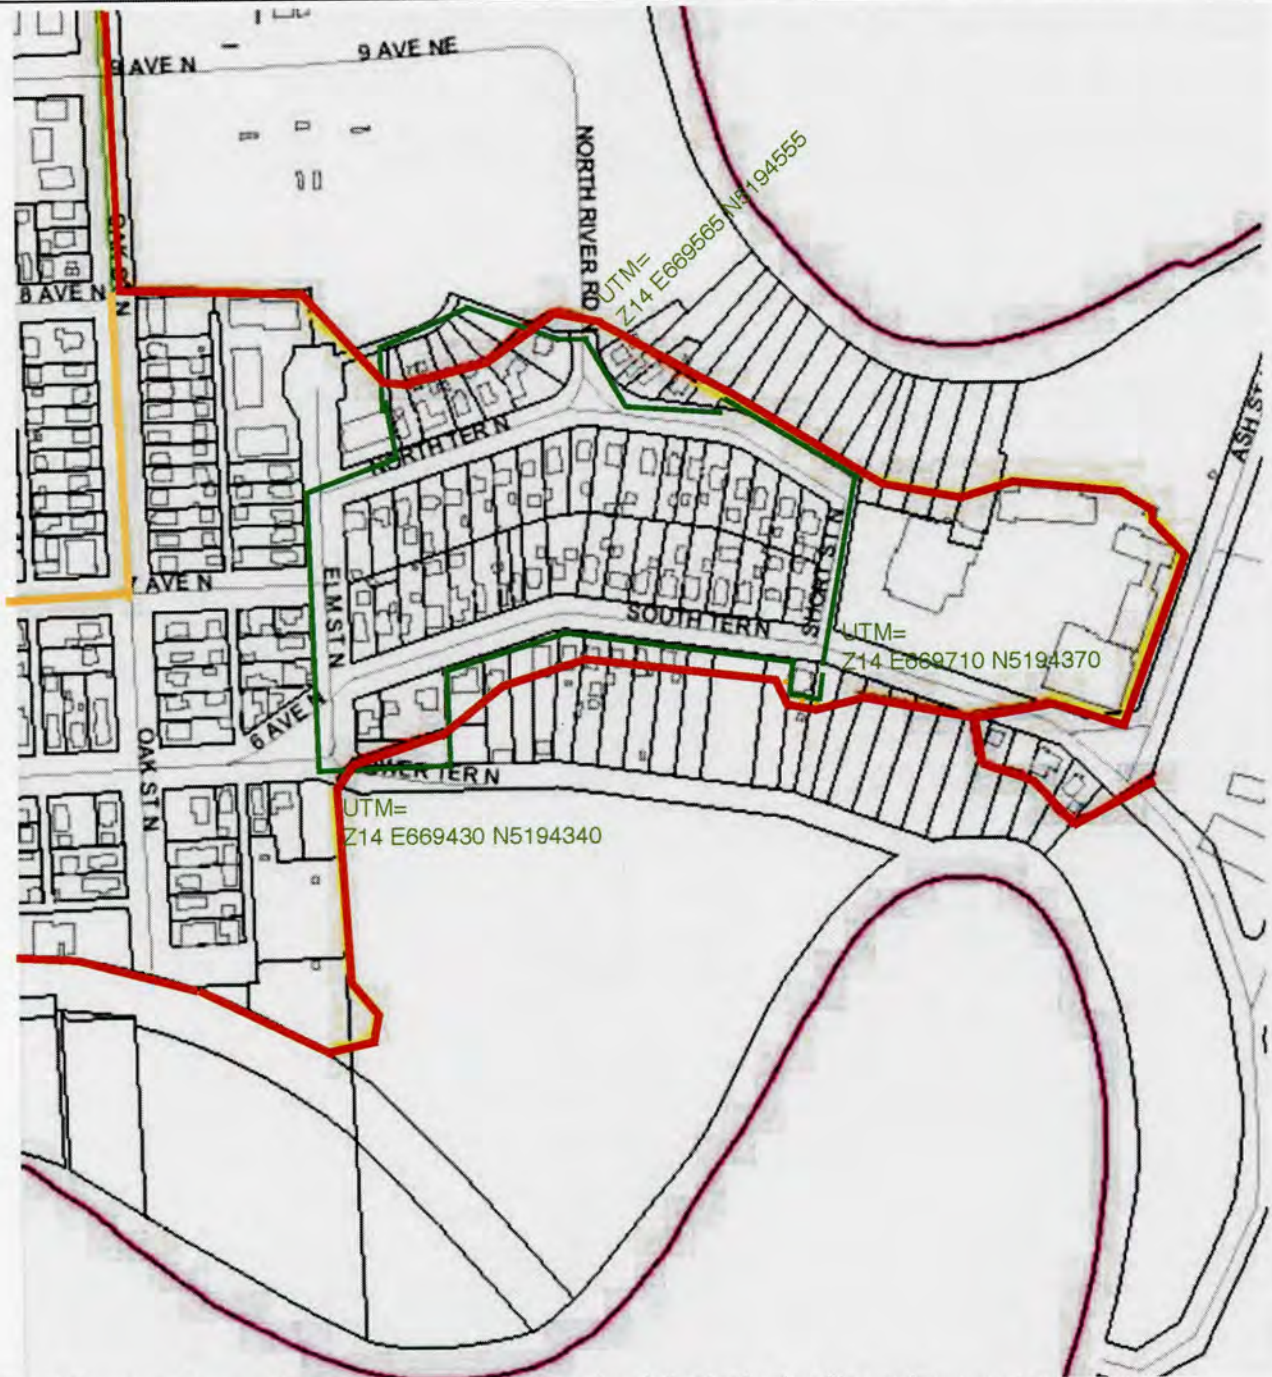 9 AVE N
9 AVE NE
NORTH RIVER RD
UTM=
Z14 E669565 N5194555
8 AVE N
ASH ST
NORTH TER N
7 AVE N
ELM ST N
SHORT ST N
SOUTH TER N
UTM=
Z14 E669710 N5194370
6 AVE N
OAK ST N
UTM=
Z14 E669430 N5194340